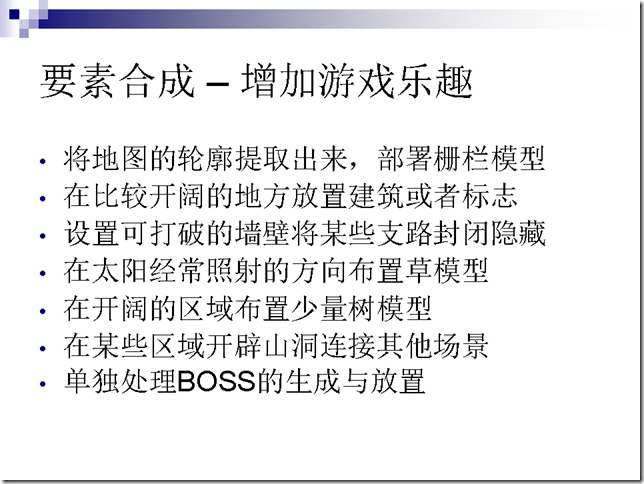 要素合成 – 增加游戏乐趣
• 将地图的轮廓提取出来，部署栅栏模型
• 在比较开阔的地方放置建筑或者标志
• 设置可打破的墙壁将某些支路封闭隐藏
• 在太阳经常照射的方向布置草模型
• 在开阔的区域布置少量树模型
• 在某些区域开辟山洞连接其他场景
• 单独处理BOSS的生成与放置